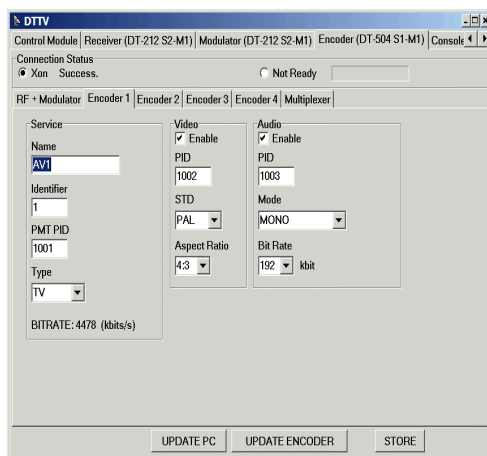 DTTV
Control Module Receiver (DT-212 S2-M1) Modulator (DT-212 S2-M1) Encoder (DT-504 S1-M1) Console
Connection Status
Xon Success. Not Ready
RF + Modulator Encoder 1 Encoder 2 Encoder 3 Encoder 4 Multiplexer
Service
Name
AV1
Identifier
1
PMT PID
1001
Type
TV
BITRATE: 4478 (kbits/s)
Video
Enable
PID
1002
STD
PAL
Aspect Ratio
4:3
Audio
Enable
PID
1003
Mode
MONO
Bit Rate
192 kbit
UPDATE PC UPDATE ENCODER STORE